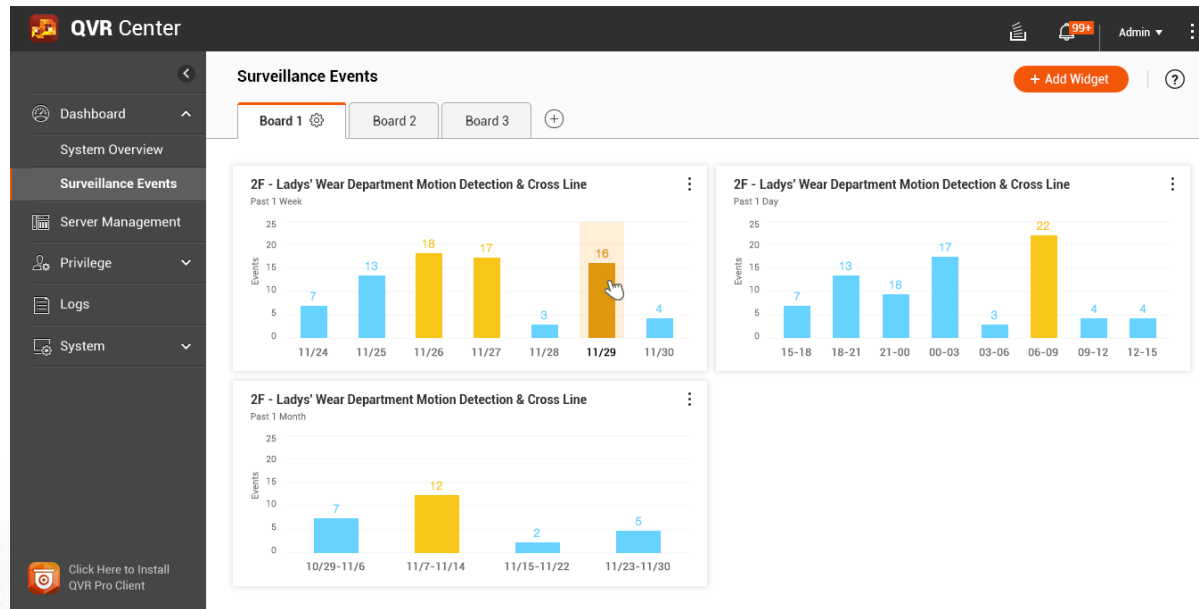 QVR Center
99+
Admin
Dashboard
System Overview
Surveillance Events
Server Management
Privilege
Logs
System
Click Here to Install
QVR Pro Client
Surveillance Events
+ Add Widget
?
Board 1
Board 2
Board 3
+
2F - Ladys' Wear Department Motion Detection & Cross Line
Past 1 Week
Events
25
20
15
10
5
0
7
13
18
17
3
16
4
11/24 11/25 11/26 11/27 11/28 11/29 11/30
2F - Ladys' Wear Department Motion Detection & Cross Line
Past 1 Day
Events
25
20
15
10
5
0
7
13
18
17
3
22
4
4
15-18 18-21 21-00 00-03 03-06 06-09 09-12 12-15
2F - Ladys' Wear Department Motion Detection & Cross Line
Past 1 Month
Events
25
20
15
10
5
0
7
12
2
5
10/29-11/6 11/7-11/14 11/15-11/22 11/23-11/30